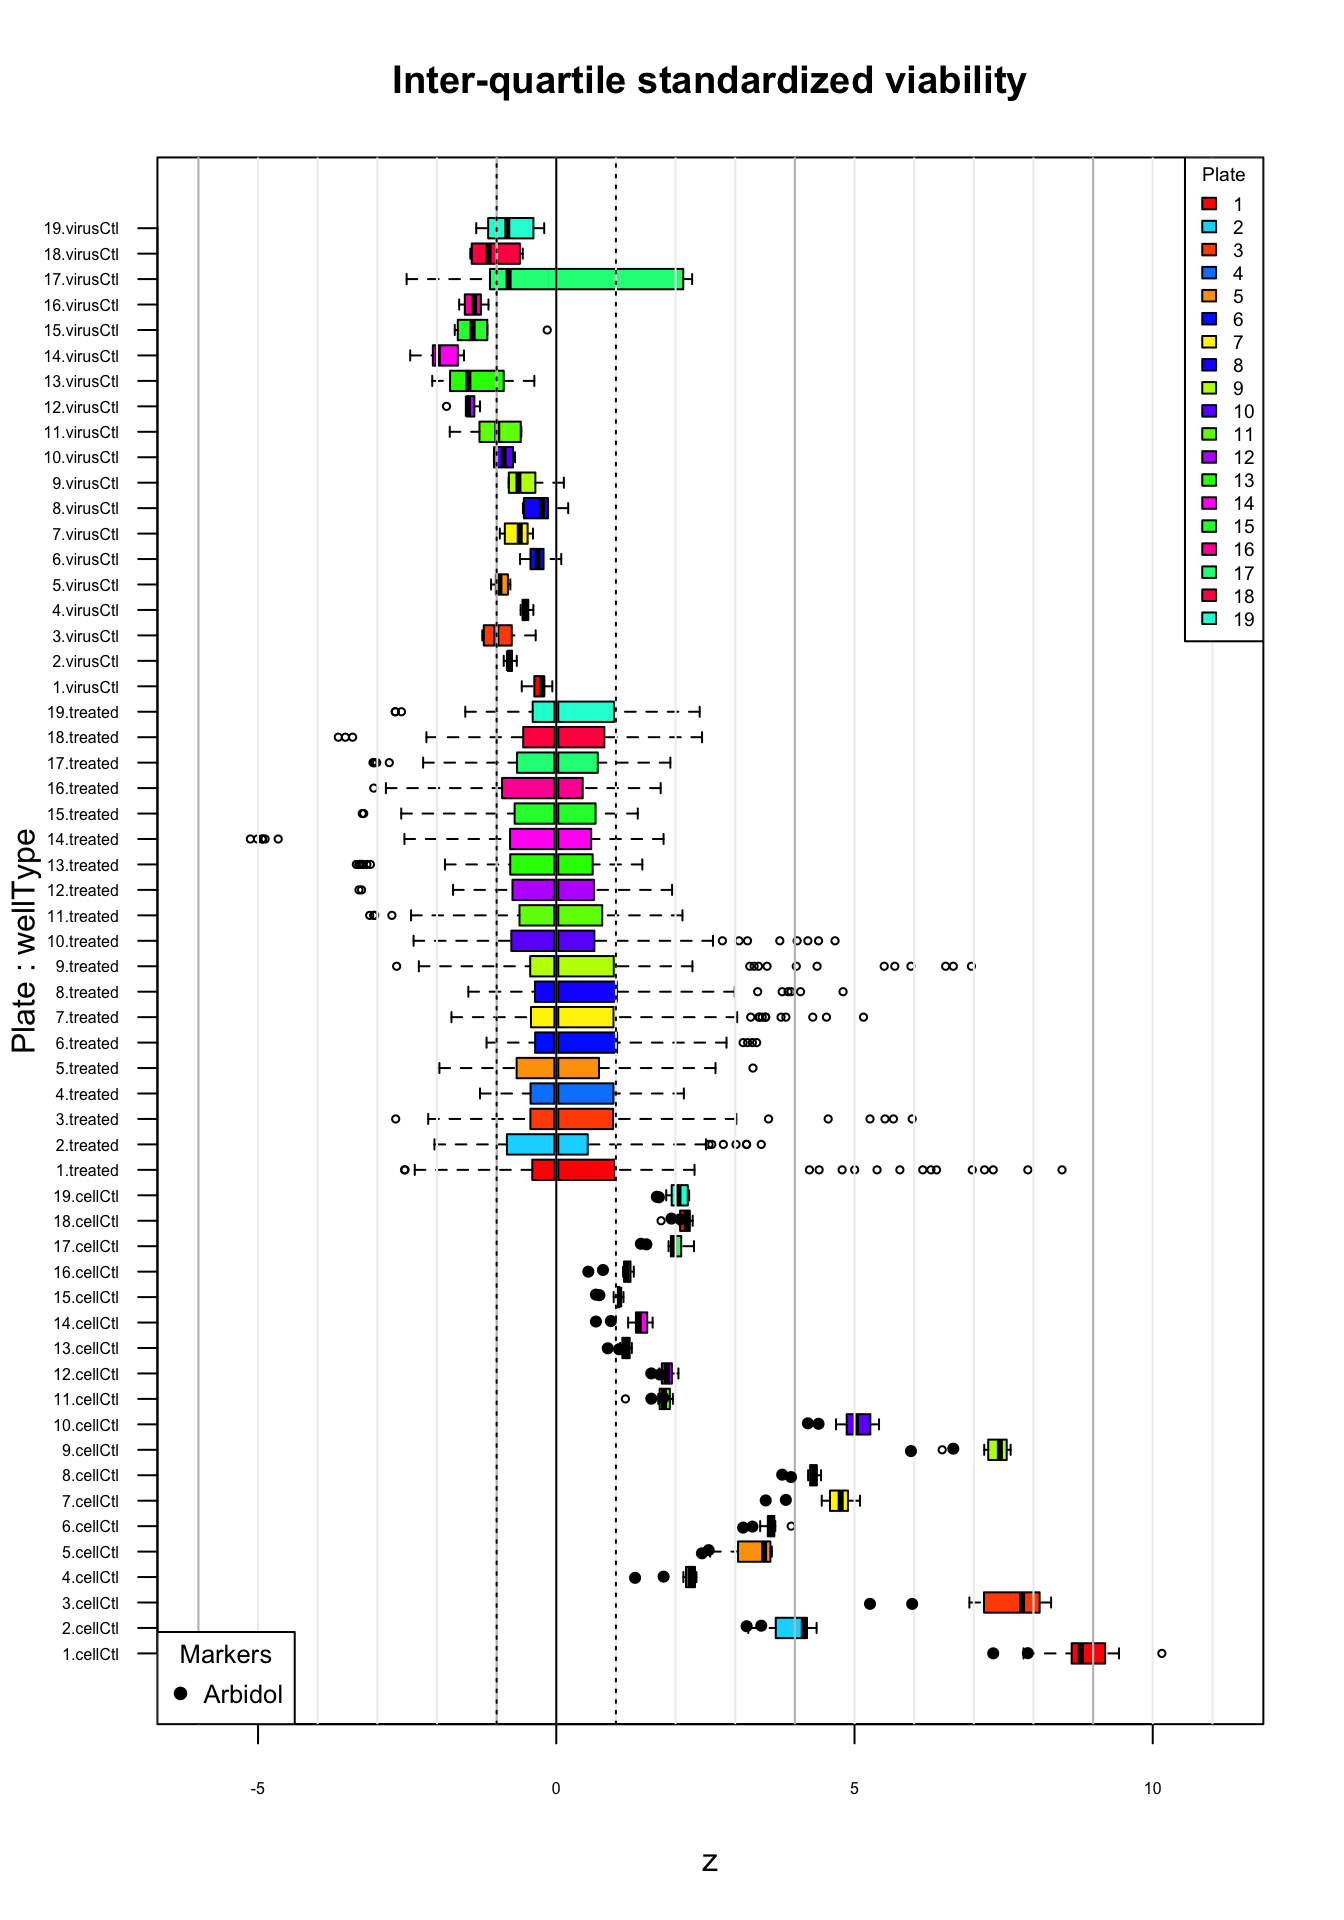 Inter-quartile standardized viability
Plate
1
2
3
4
5
6
7
8
9
10
11
12
13
14
15
16
17
18
19
19.virusCtl
18.virusCtl
17.virusCtl
16.virusCtl
15.virusCtl
14.virusCtl
13.virusCtl
12.virusCtl
11.virusCtl
10.virusCtl
9.virusCtl
8.virusCtl
7.virusCtl
6.virusCtl
5.virusCtl
4.virusCtl
3.virusCtl
2.virusCtl
1.virusCtl
19.treated
18.treated
17.treated
16.treated
15.treated
14.treated
13.treated
12.treated
11.treated
10.treated
9.treated
8.treated
7.treated
6.treated
5.treated
4.treated
3.treated
2.treated
1.treated
19.cellCtl
18.cellCtl
17.cellCtl
16.cellCtl
15.cellCtl
14.cellCtl
13.cellCtl
12.cellCtl
11.cellCtl
10.cellCtl
9.cellCtl
8.cellCtl
7.cellCtl
6.cellCtl
5.cellCtl
4.cellCtl
3.cellCtl
2.cellCtl
1.cellCtl
Plate : wellType
Markers
Arbidol
-5 0 5 10
z